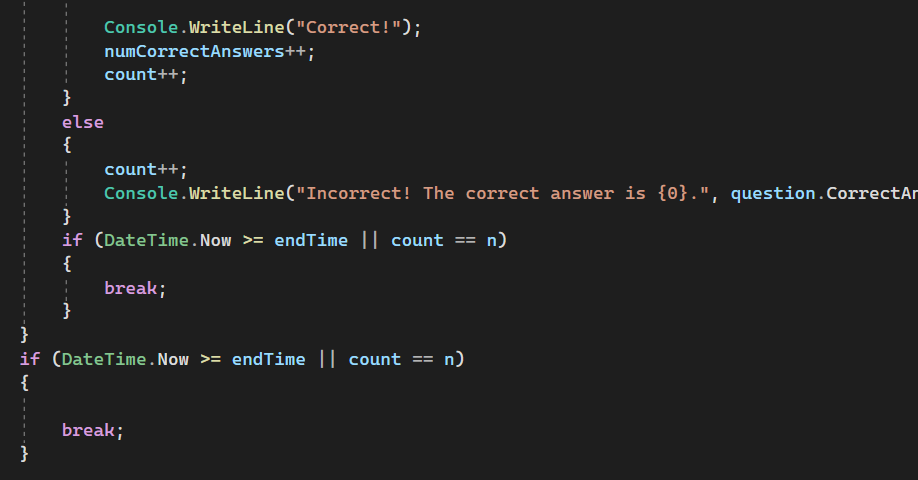 Console.WriteLine("Correct!");
numCorrectAnswers++;
count++;
}
else
{
count++;
Console.WriteLine("Incorrect! The correct answer is {0}.", question.CorrectAn
}
if (DateTime.Now >= endTime || count == n)
{
break;
}
}
if (DateTime.Now >= endTime || count == n)
{
break;
}